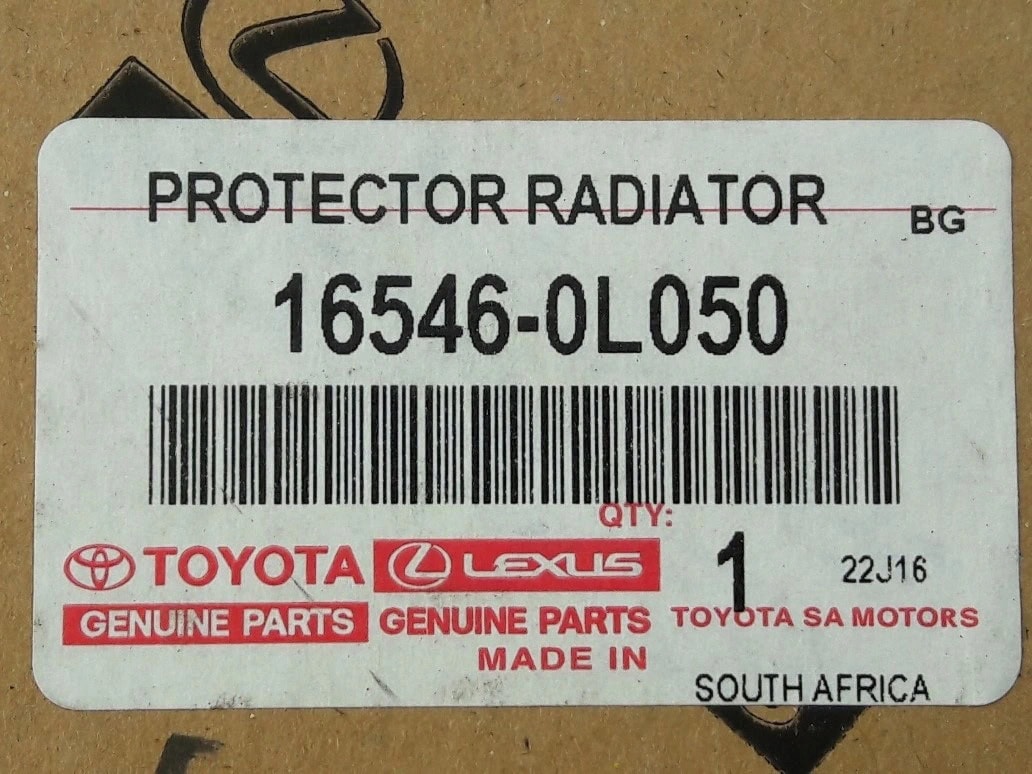 PROTECTOR RADIATOR
BG
16546-0L050
QTY:
1
22J16
TOYOTA LEXUS
GENUINE PARTS GENUINE PARTS TOYOTA SA MOTORS
MADE IN
SOUTH AFRICA